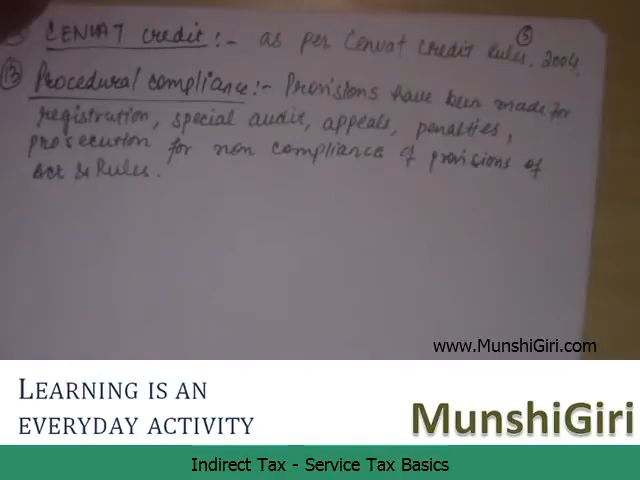 5
CENVAT credit :- as per Cenvat Credit Rules, 2004.
13 Procedural compliance :- Provisions have been made for
registration, special audit, appeals, penalties,
prosecution for non compliance of provisions of
Act & Rules.
www.MunshiGiri.com
LEARNING IS AN
EVERYDAY ACTIVITY
MunshiGiri
Indirect Tax - Service Tax Basics